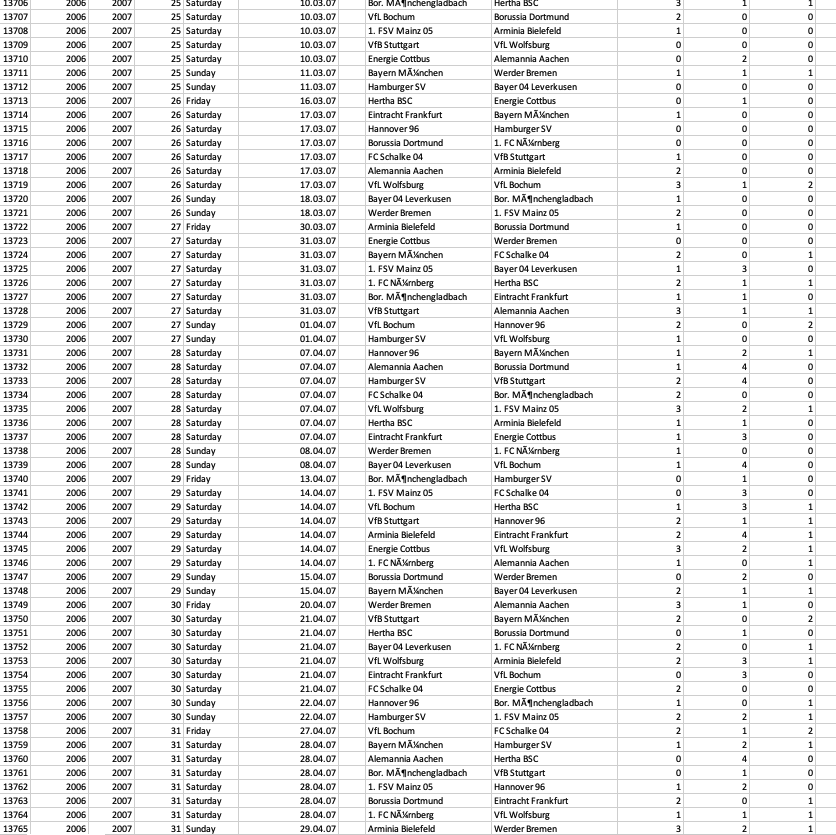 13706 2006 2007 25 Saturday 10.03.07 Bor. MÃ¶nchengladbach Hertha BSC 3 1 1
13707 2006 2007 25 Saturday 10.03.07 VfL Bochum Borussia Dortmund 2 0 0
13708 2006 2007 25 Saturday 10.03.07 1. FSV Mainz 05 Arminia Bielefeld 1 0 0
13709 2006 2007 25 Saturday 10.03.07 VfB Stuttgart VfL Wolfsburg 0 0 0
13710 2006 2007 25 Saturday 10.03.07 Energie Cottbus Alemannia Aachen 0 2 0
13711 2006 2007 25 Sunday 11.03.07 Bayern MÃ¼nchen Werder Bremen 1 1 1
13712 2006 2007 25 Sunday 11.03.07 Hamburger SV Bayer 04 Leverkusen 0 0 0
13713 2006 2007 26 Friday 16.03.07 Hertha BSC Energie Cottbus 0 1 0
13714 2006 2007 26 Saturday 17.03.07 Eintracht Frankfurt Bayern MÃ¼nchen 1 0 0
13715 2006 2007 26 Saturday 17.03.07 Hannover 96 Hamburger SV 0 0 0
13716 2006 2007 26 Saturday 17.03.07 Borussia Dortmund 1. FC NÃ¼rnberg 0 0 0
13717 2006 2007 26 Saturday 17.03.07 FC Schalke 04 VfB Stuttgart 1 0 0
13718 2006 2007 26 Saturday 17.03.07 Alemannia Aachen Arminia Bielefeld 2 0 0
13719 2006 2007 26 Saturday 17.03.07 VfL Wolfsburg VfL Bochum 3 1 2
13720 2006 2007 26 Sunday 18.03.07 Bayer 04 Leverkusen Bor. MÃ¶nchengladbach 1 0 0
13721 2006 2007 26 Sunday 18.03.07 Werder Bremen 1. FSV Mainz 05 2 0 0
13722 2006 2007 27 Friday 30.03.07 Arminia Bielefeld Borussia Dortmund 1 0 0
13723 2006 2007 27 Saturday 31.03.07 Energie Cottbus Werder Bremen 0 0 0
13724 2006 2007 27 Saturday 31.03.07 Bayern MÃ¼nchen FC Schalke 04 2 0 1
13725 2006 2007 27 Saturday 31.03.07 1. FSV Mainz 05 Bayer 04 Leverkusen 1 3 0
13726 2006 2007 27 Saturday 31.03.07 1. FC NÃ¼rnberg Hertha BSC 2 1 1
13727 2006 2007 27 Saturday 31.03.07 Bor. MÃ¶nchengladbach Eintracht Frankfurt 1 1 0
13728 2006 2007 27 Saturday 31.03.07 VfB Stuttgart Alemannia Aachen 3 1 1
13729 2006 2007 27 Sunday 01.04.07 VfL Bochum Hannover 96 2 0 2
13730 2006 2007 27 Sunday 01.04.07 Hamburger SV VfL Wolfsburg 1 0 0
13731 2006 2007 28 Saturday 07.04.07 Hannover 96 Bayern MÃ¼nchen 1 2 1
13732 2006 2007 28 Saturday 07.04.07 Alemannia Aachen Borussia Dortmund 1 4 0
13733 2006 2007 28 Saturday 07.04.07 Hamburger SV VfB Stuttgart 2 4 0
13734 2006 2007 28 Saturday 07.04.07 FC Schalke 04 Bor. MÃ¶nchengladbach 2 0 0
13735 2006 2007 28 Saturday 07.04.07 VfL Wolfsburg 1. FSV Mainz 05 3 2 1
13736 2006 2007 28 Saturday 07.04.07 Hertha BSC Arminia Bielefeld 1 1 0
13737 2006 2007 28 Saturday 07.04.07 Eintracht Frankfurt Energie Cottbus 1 3 0
13738 2006 2007 28 Sunday 08.04.07 Werder Bremen 1. FC NÃ¼rnberg 1 0 0
13739 2006 2007 28 Sunday 08.04.07 Bayer 04 Leverkusen VfL Bochum 1 4 0
13740 2006 2007 29 Friday 13.04.07 Bor. MÃ¶nchengladbach Hamburger SV 0 1 0
13741 2006 2007 29 Saturday 14.04.07 1. FSV Mainz 05 FC Schalke 04 0 3 0
13742 2006 2007 29 Saturday 14.04.07 VfL Bochum Hertha BSC 1 3 1
13743 2006 2007 29 Saturday 14.04.07 VfB Stuttgart Hannover 96 2 1 1
13744 2006 2007 29 Saturday 14.04.07 Arminia Bielefeld Eintracht Frankfurt 2 4 1
13745 2006 2007 29 Saturday 14.04.07 Energie Cottbus VfL Wolfsburg 3 2 1
13746 2006 2007 29 Saturday 14.04.07 1. FC NÃ¼rnberg Alemannia Aachen 1 0 1
13747 2006 2007 29 Sunday 15.04.07 Borussia Dortmund Werder Bremen 0 2 0
13748 2006 2007 29 Sunday 15.04.07 Bayern MÃ¼nchen Bayer 04 Leverkusen 2 1 1
13749 2006 2007 30 Friday 20.04.07 Werder Bremen Alemannia Aachen 3 1 0
13750 2006 2007 30 Saturday 21.04.07 VfB Stuttgart Bayern MÃ¼nchen 2 0 2
13751 2006 2007 30 Saturday 21.04.07 Hertha BSC Borussia Dortmund 0 1 0
13752 2006 2007 30 Saturday 21.04.07 Bayer 04 Leverkusen 1. FC NÃ¼rnberg 2 0 1
13753 2006 2007 30 Saturday 21.04.07 VfL Wolfsburg Arminia Bielefeld 2 3 1
13754 2006 2007 30 Saturday 21.04.07 Eintracht Frankfurt VfL Bochum 0 3 0
13755 2006 2007 30 Saturday 21.04.07 FC Schalke 04 Energie Cottbus 2 0 0
13756 2006 2007 30 Sunday 22.04.07 Hannover 96 Bor. MÃ¶nchengladbach 1 0 1
13757 2006 2007 30 Sunday 22.04.07 Hamburger SV 1. FSV Mainz 05 2 2 1
13758 2006 2007 31 Friday 27.04.07 VfL Bochum FC Schalke 04 2 1 2
13759 2006 2007 31 Saturday 28.04.07 Bayern MÃ¼nchen Hamburger SV 1 2 1
13760 2006 2007 31 Saturday 28.04.07 Alemannia Aachen Hertha BSC 0 4 0
13761 2006 2007 31 Saturday 28.04.07 Bor. MÃ¶nchengladbach VfB Stuttgart 0 1 0
13762 2006 2007 31 Saturday 28.04.07 1. FSV Mainz 05 Hannover 96 1 2 0
13763 2006 2007 31 Saturday 28.04.07 Borussia Dortmund Eintracht Frankfurt 2 0 1
13764 2006 2007 31 Saturday 28.04.07 1. FC NÃ¼rnberg VfL Wolfsburg 1 1 1
13765 2006 2007 31 Sunday 29.04.07 Arminia Bielefeld Werder Bremen 3 2 1